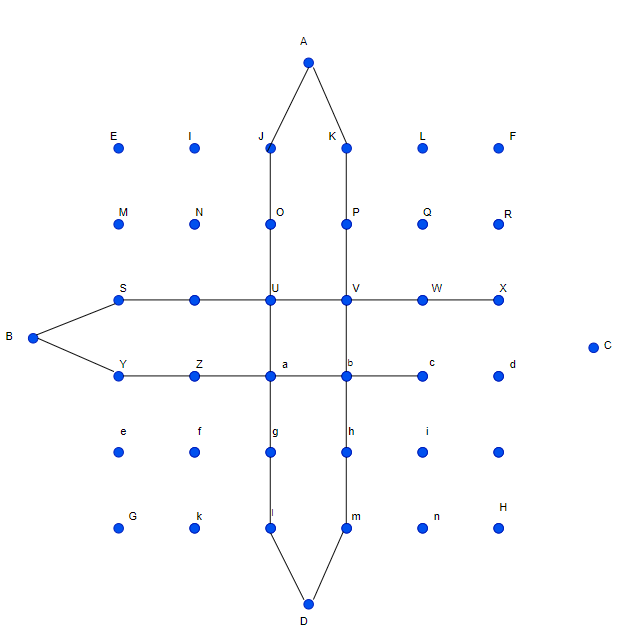 A
E I J K L F
M N O P Q R
S U V W X
B
C
Y Z a b c d
e f g h i
G k l m n H
D